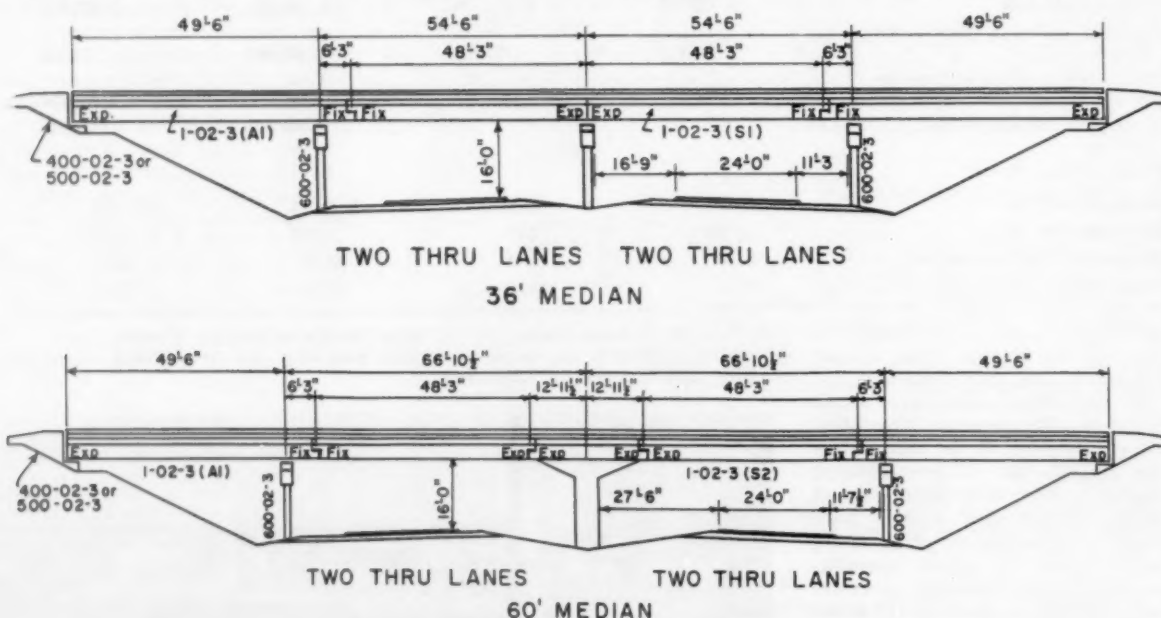 49'-6" 54'-6" 54'-6" 49'-6"
6'-3" 48'-3" 48'-3" 6'-3"
Exp. Fix Fix Exp Exp Fix Fix Exp
1-02-3 (A1) 1-02-3 (S1)
400-02-3 or
500-02-3
600-02-3
16'-0"
16'-9" 24'-0" 11'-3
600-02-3
TWO THRU LANES TWO THRU LANES
36' MEDIAN
49'-6" 66'-10½" 66'-10½" 49'-6"
6'-3" 48'-3" 12'-11½" 12'-11½" 48'-3" 6'-3
Exp Fix Fix Exp Exp Exp Exp Fix Fix Exp
1-02-3 (A1) 1-02-3 (S2)
400-02-3 or
500-02-3
600-02-3
16'-0"
27'-6" 24'-0" 11'-7½"
600-02-3
TWO THRU LANES TWO THRU LANES
60' MEDIAN